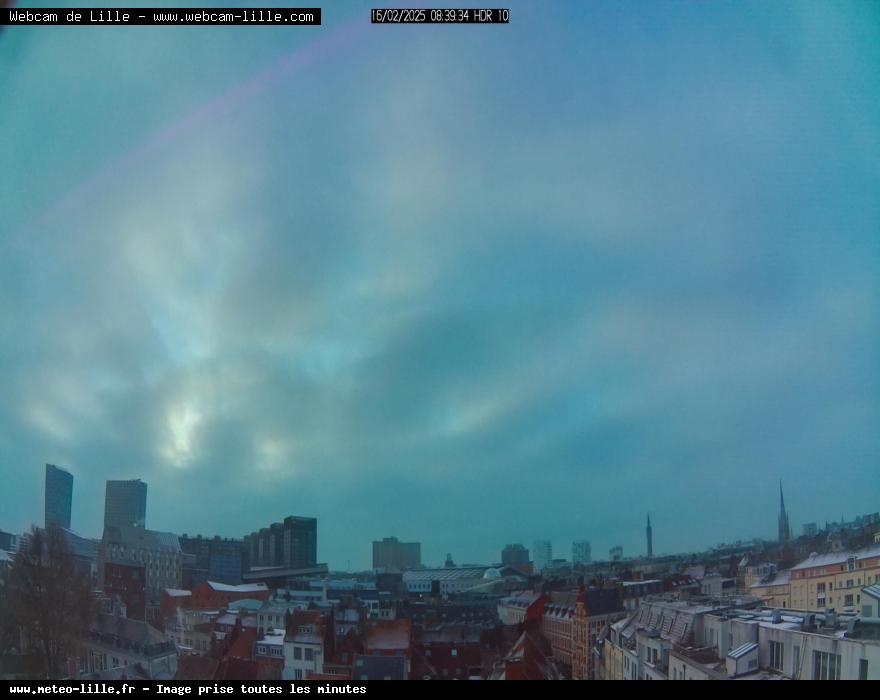 Webcam de Lille - www.webcam-lille.com
16/02/2025 08:39:34 HDR 10
www.meteo-lille.fr - Image prise toutes les minutes